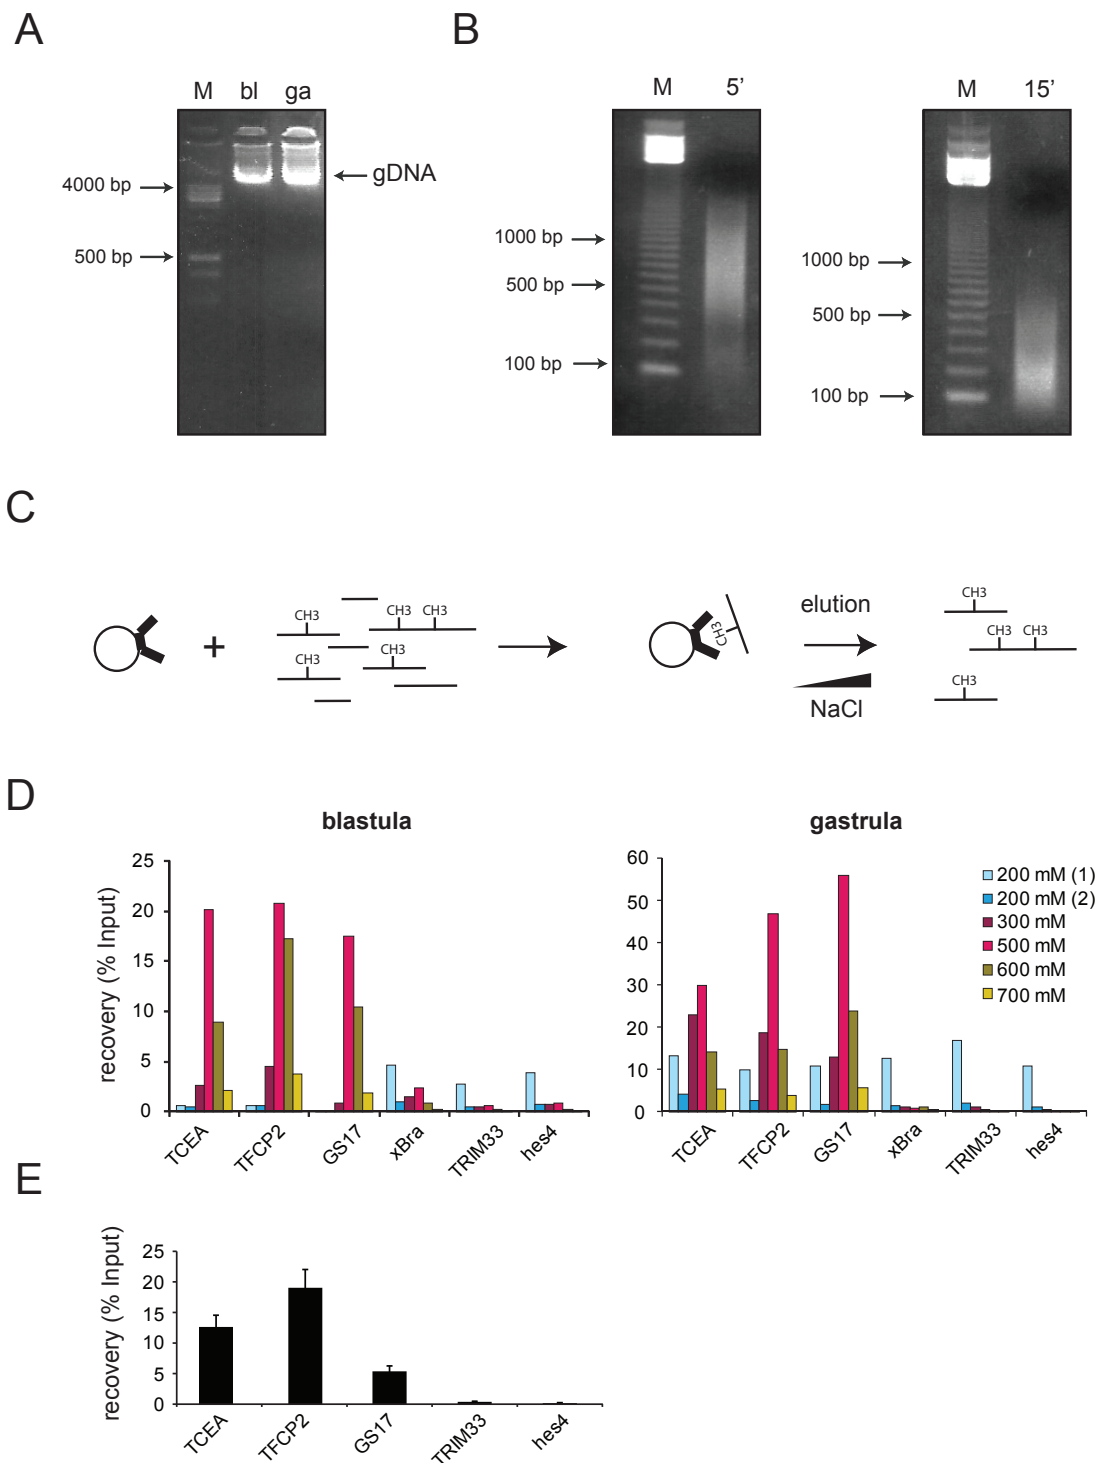 A
B
M bl ga
4000 bp
500 bp
gDNA
M 5’
1000 bp
500 bp
100 bp
M 15’
1000 bp
500 bp
100 bp
C
+
CH3
CH3 CH3
CH3
CH3
CH3
elution
NaCl
CH3
CH3 CH3
CH3
D
blastula
recovery (% Input)
25
20
15
10
5
0
TCEA
TFCP2
GS17
xBra
TRIM33
hes4
gastrula
60
50
40
30
20
10
0
TCEA
TFCP2
GS17
xBra
TRIM33
hes4
200 mM (1)
200 mM (2)
300 mM
500 mM
600 mM
700 mM
E
recovery (% Input)
25
20
15
10
5
0
TCEA
TFCP2
GS17
TRIM33
hes4